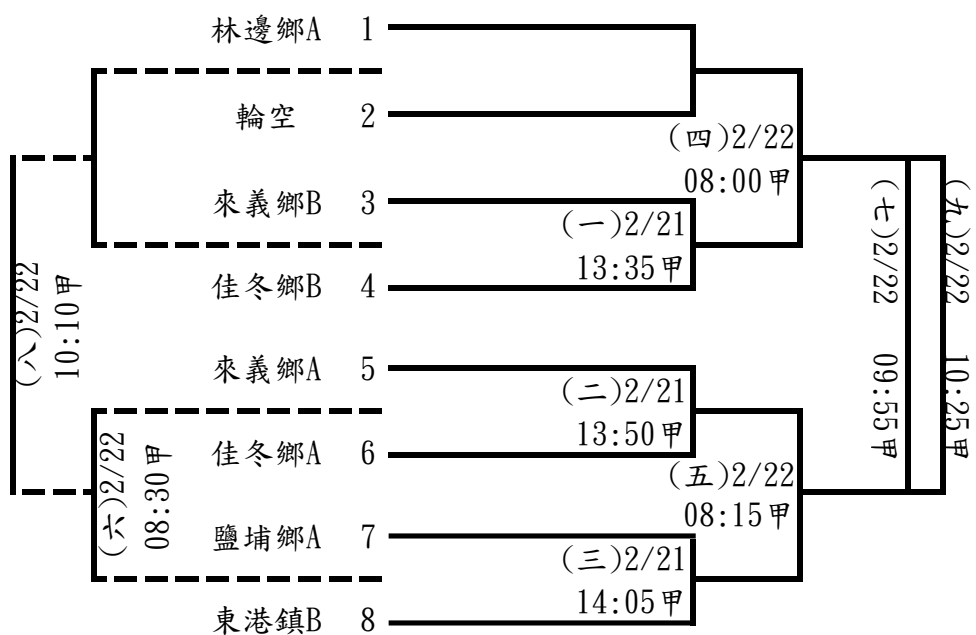 林邊鄉A 1
輪空 2
(四)2/22
08:00甲
來義鄉B 3
(一)2/21
13:35甲
佳冬鄉B 4
(七)2/22 09:55甲
(九)2/22 10:25甲
(八)2/22
10:10甲
來義鄉A 5
(二)2/21
13:50甲
佳冬鄉A 6
(五)2/22
08:15甲
(六)2/22
08:30甲
鹽埔鄉A 7
(三)2/21
14:05甲
東港鎮B 8